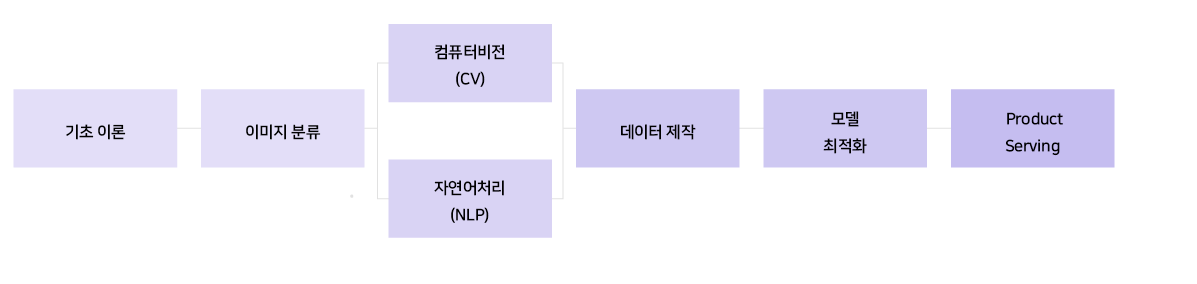 기초 이론
이미지 분류
컴퓨터비전
(CV)
자연어처리
(NLP)
데이터 제작
모델
최적화
Product
Serving